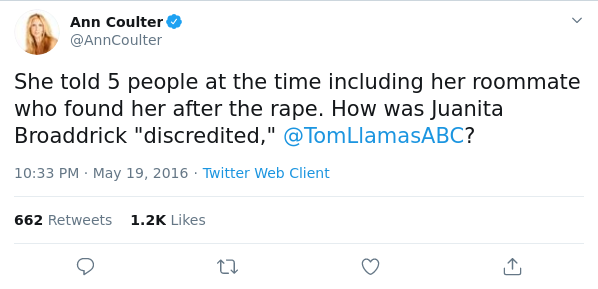 Ann Coulter
@AnnCoulter
She told 5 people at the time including her roommate
who found her after the rape. How was Juanita
Broaddrick "discredited," @TomLlamasABC?
10:33 PM · May 19, 2016 · Twitter Web Client
662 Retweets 1.2K Likes